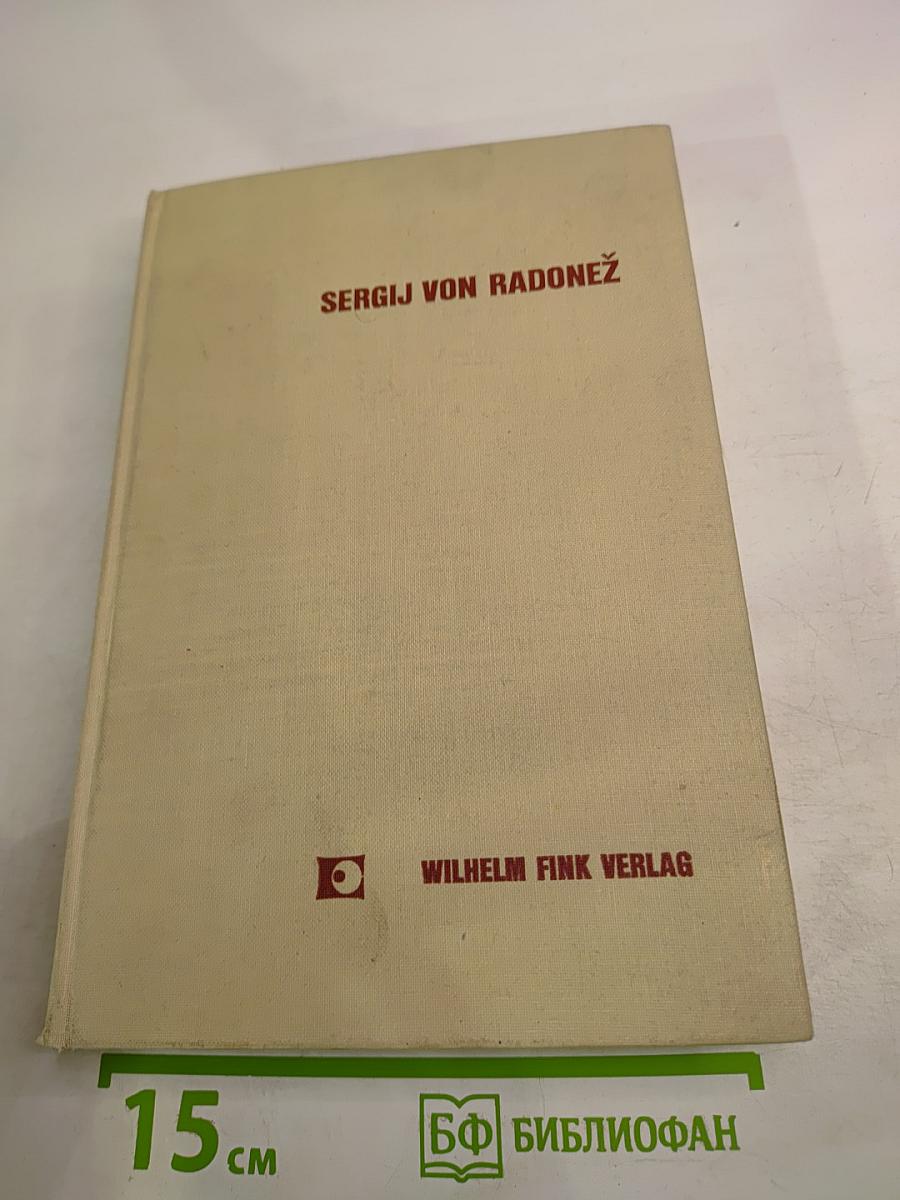 SERGIJ VON RADONEŽ
WILHELM FINK VERLAG
15 см
БФ БИБЛИОФАН